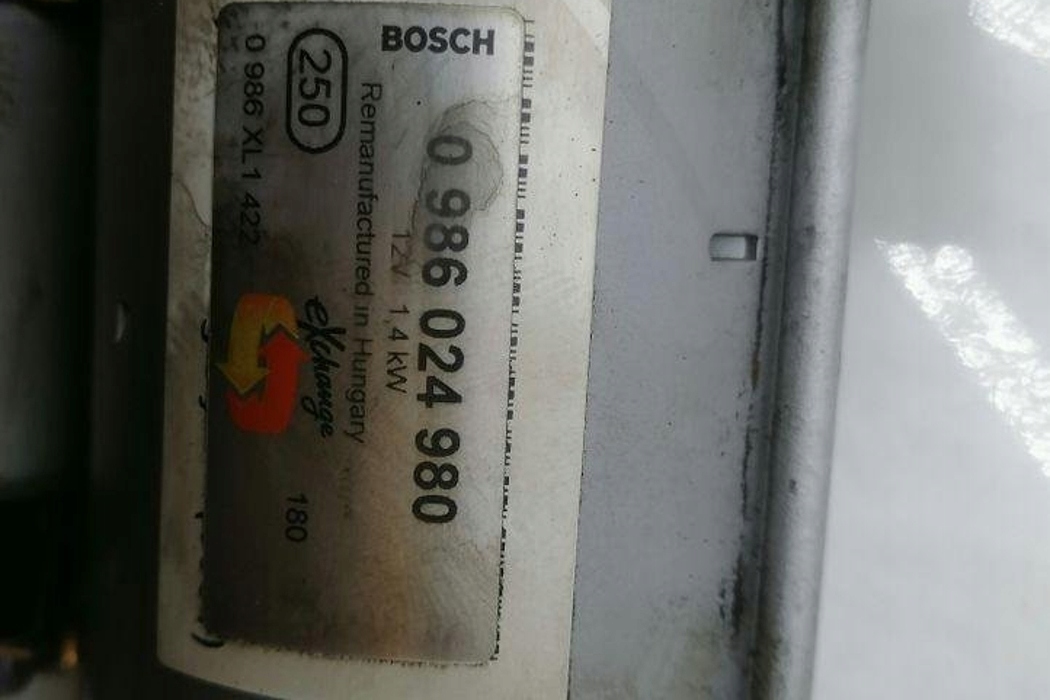 BOSCH
0 986 024 980
12V 1,4 kW
Remanufactured in Hungary
eXchange
250
180
0 986 XL1 422